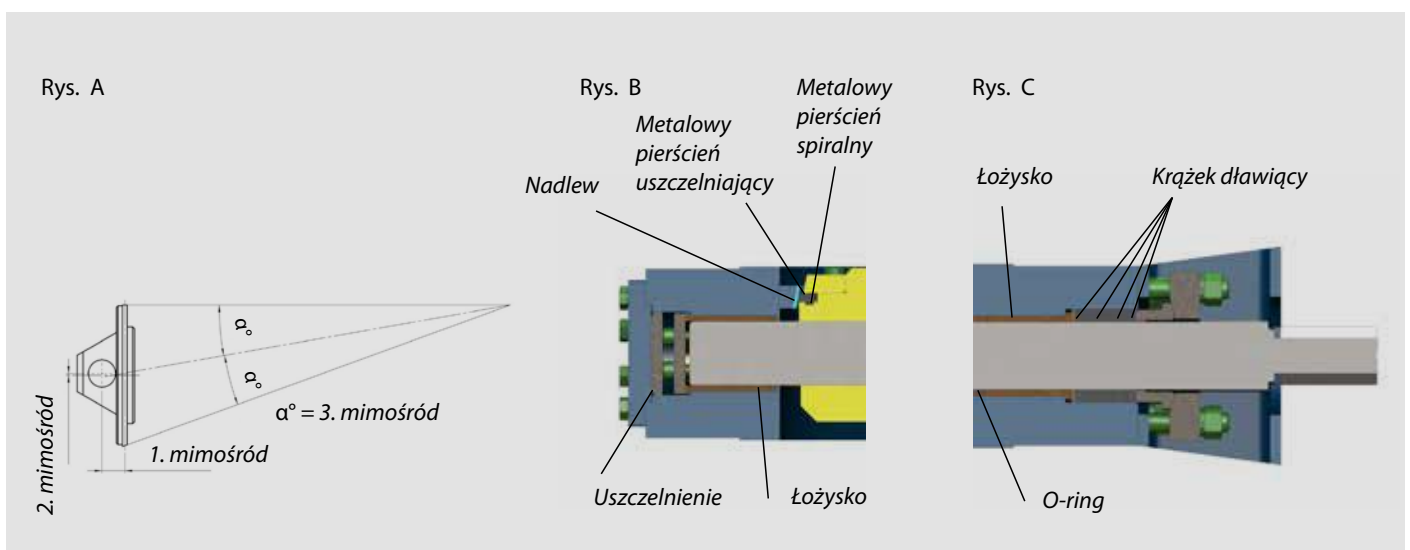 Rys. A
α°
α°
α° = 3. mimośród
1. mimośród
2. mimośród
Rys. B
Metalowy
pierścień
spiralny
Metalowy
pierścień
uszczelniający
Nadlew
Uszczelnienie
Łożysko
Rys. C
Łożysko
Krążek dławiący
O-ring